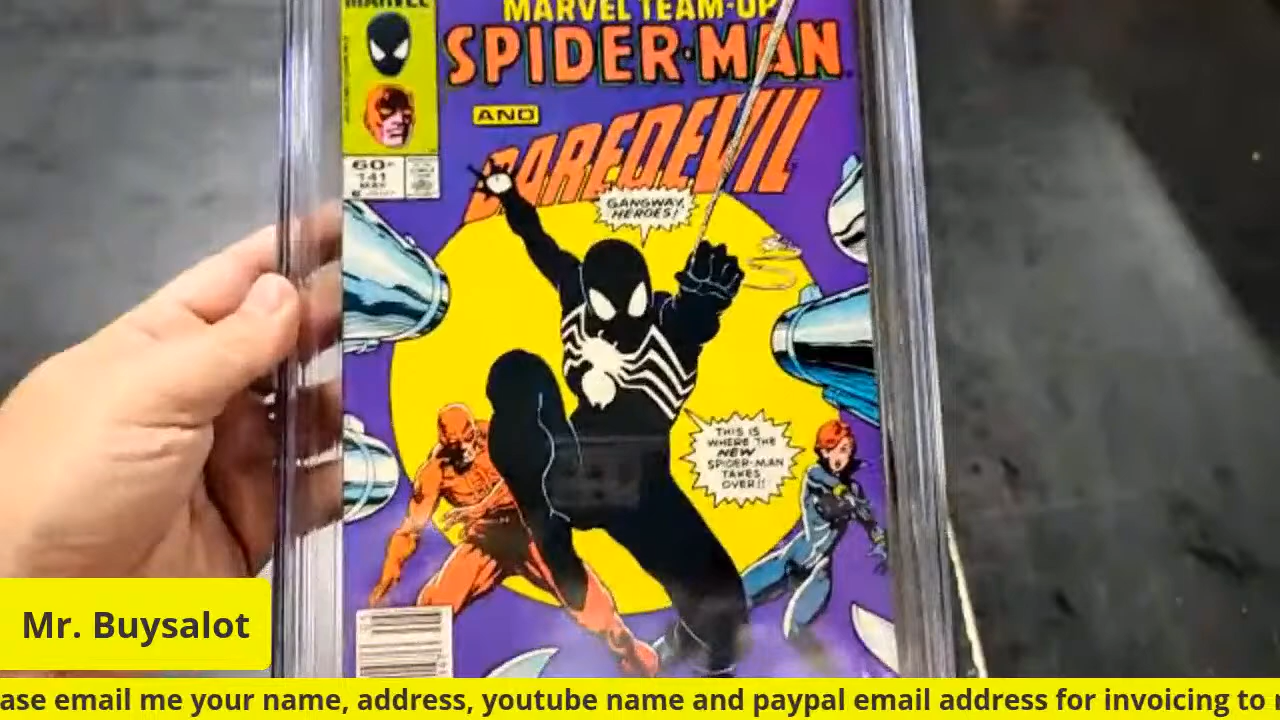 MARVEL
MARVEL TEAM-UP
SPIDER-MAN
AND
DAREDEVIL
60¢
141
MAY
GANGWAY,
HEROES!
THIS IS
WHERE THE
NEW
SPIDER-MAN
TAKES
OVER!!
Mr. Buysalot
ase email me your name, address, youtube name and paypal email address for invoicing to